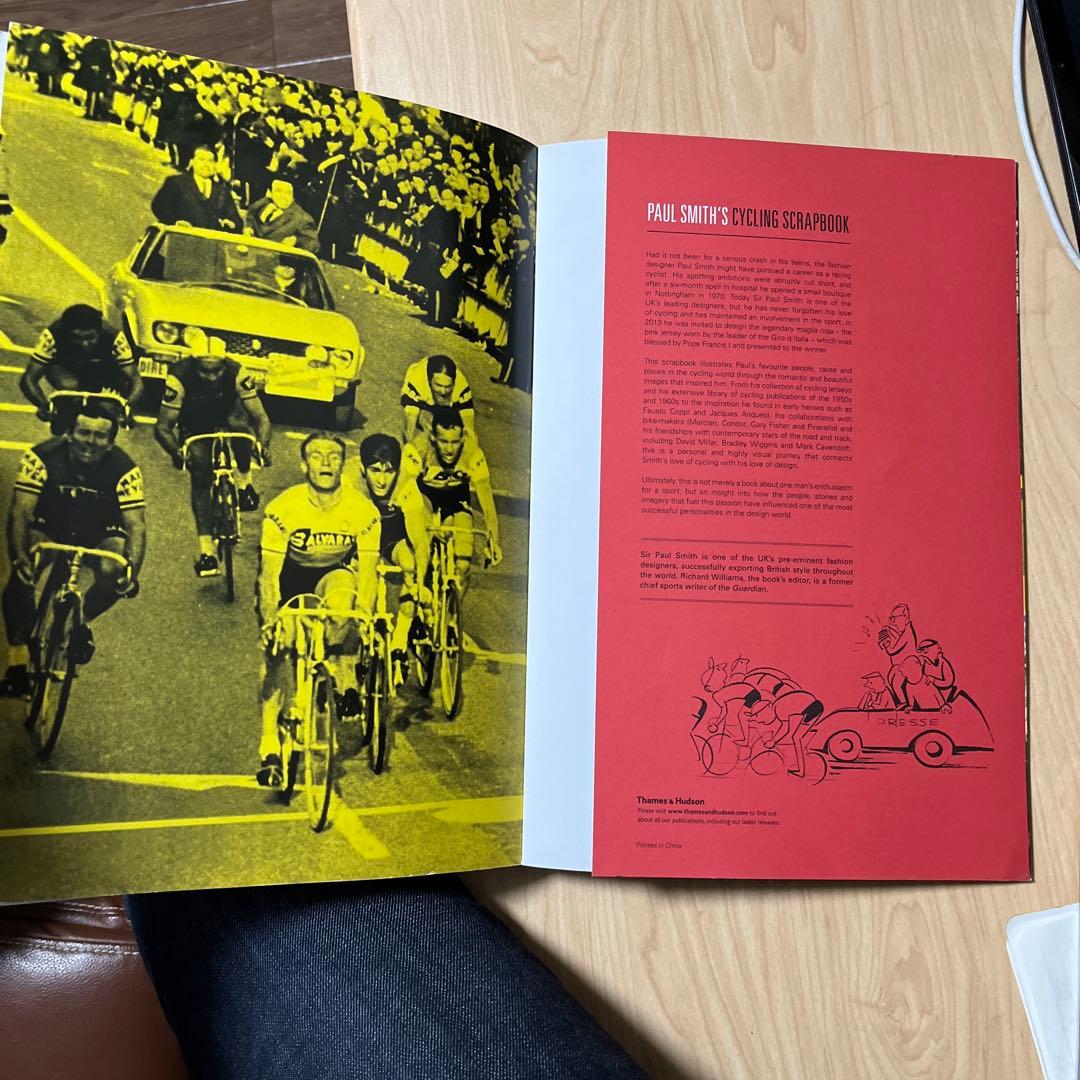 DIRE
SALVARA
PAUL SMITH'S CYCLING SCRAPBOOK
Had it not been for a serious crash in his teens, the fashion
designer Paul Smith might have pursued a career as a racing
cyclist. His sporting ambitions were abruptly cut short, and
after a six-month spell in hospital he opened a small boutique
in Nottingham in 1970. Today Sir Paul Smith is one of the
UK's leading designers, but he has never forgotten his love
of cycling and has maintained an involvement in the sport. In
2013 he was invited to design the legendary maglia rosa – the
pink jersey worn by the leader of the Giro d'Italia – which was
blessed by Pope Francis I and presented to the winner.
This scrapbook illustrates Paul's favourite people, races and
places in the cycling world through the romantic and beautiful
images that inspired him. From his collection of cycling jerseys
and his extensive library of cycling publications of the 1950s
and 1960s to the inspiration he found in early heroes such as
Fausto Coppi and Jacques Anquetil, his collaborations with
bike-makers (Mercian, Condor, Gary Fisher and Pinarello) and
his friendships with contemporary stars of the road and track,
including David Millar, Bradley Wiggins and Mark Cavendish,
this is a personal and highly visual journey that connects
Smith's love of cycling with his love of design.
Ultimately, this is not merely a book about one man's enthusiasm
for a sport, but an insight into how the people, stories and
imagery that fuel this passion have influenced one of the most
successful personalities in the design world.
Sir Paul Smith is one of the UK's pre-eminent fashion
designers, successfully exporting British style throughout
the world. Richard Williams, the book's editor, is a former
chief sports writer of the Guardian.
PRESSE
Thames & Hudson
Please visit www.thamesandhudson.com to find out
about all our publications, including our latest releases.
Printed in China